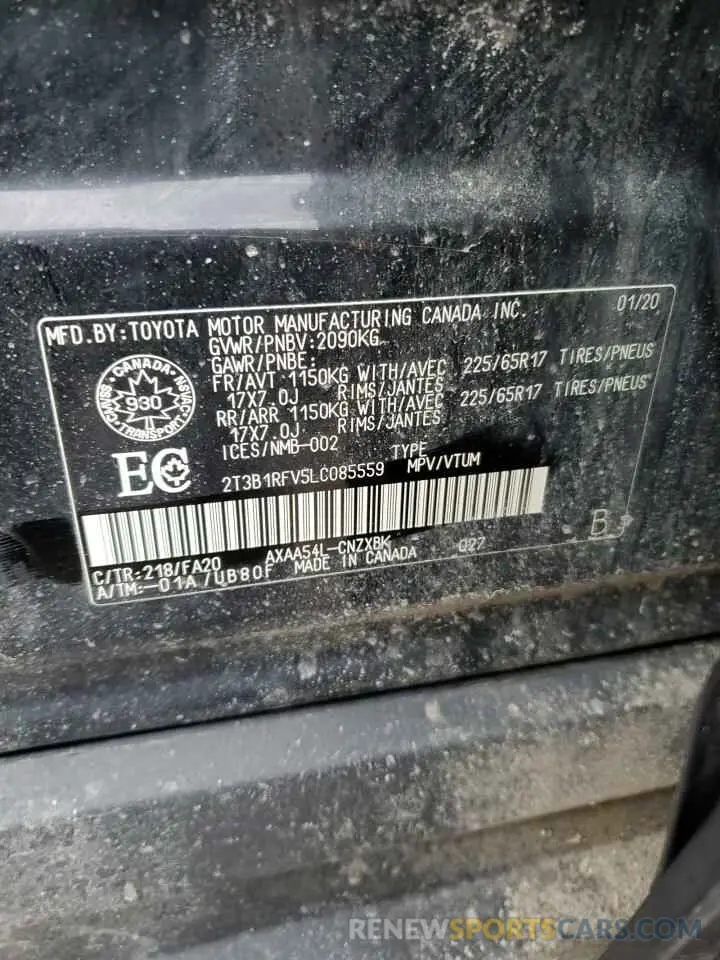 MFD.BY:TOYOTA MOTOR MANUFACTURING CANADA INC. 01/20
GVWR/PNBV:2090KG
GAWR/PNBE:
FR/AVT 1150KG WITH/AVEC 225/65R17 TIRES/PNEUS
17X7.0J RIMS/JANTES
RR/ARR 1150KG WITH/AVEC 225/65R17 TIRES/PNEUS
17X7.0J RIMS/JANTES
ICES/NMB-002 TYPE
2T3B1RFV5LC085559 MPV/VTUM
CANADA
930
TRANSPORT
EC
B
C/TR:218/FA20 AXAA54L-CNZXBK 027
A/TM:-01A/UB80F MADE IN CANADA
RENEWSPORTSCARS.COM